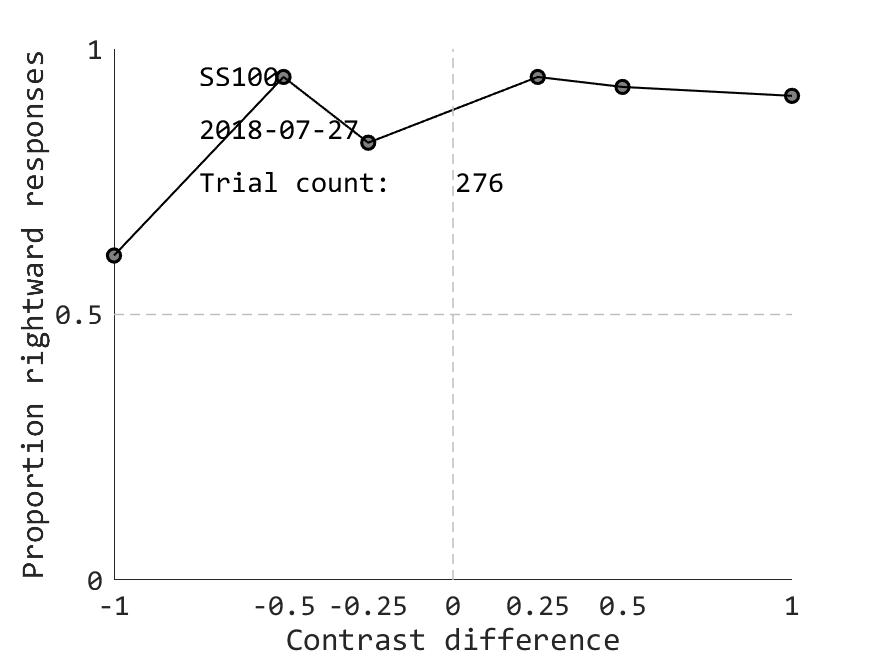 1
SS100
2018-07-27
Trial count:    276
0.5
0
-1 -0.5 -0.25 0 0.25 0.5 1
Contrast difference
Proportion rightward responses